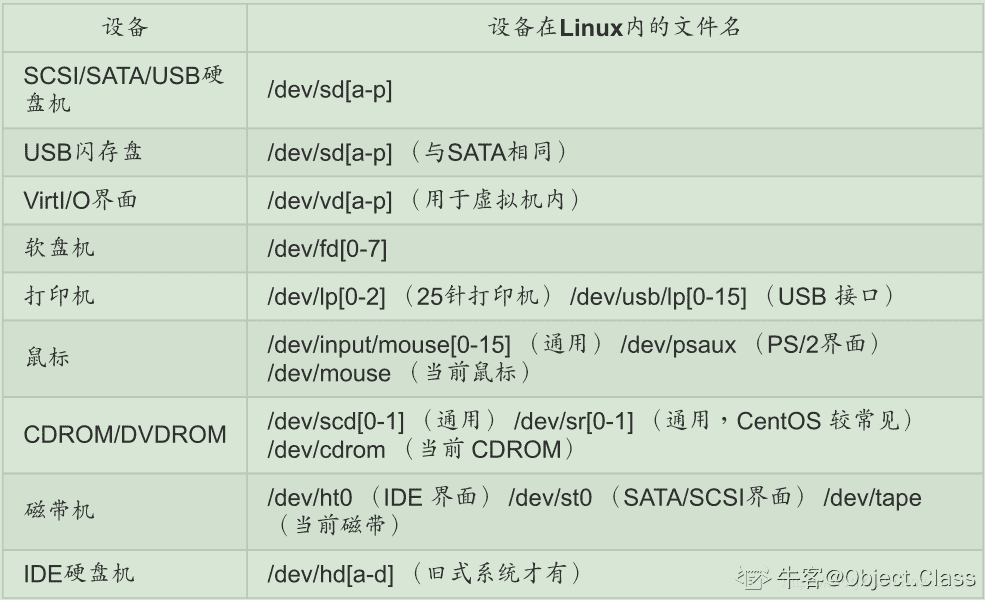 设备 设备在Linux内的文件名
SCSI/SATA/USB硬
盘机
/dev/sd[a-p]
USB闪存盘 /dev/sd[a-p]（与SATA相同）
VirtI/O界面 /dev/vd[a-p]（用于虚拟机内）
软盘机 /dev/fd[0-7]
打印机 /dev/lp[0-2]（25针打印机） /dev/usb/lp[0-15]（USB 接口）
鼠标
/dev/input/mouse[0-15]（通用） /dev/psaux（PS/2界面）
/dev/mouse（当前鼠标）
CDROM/DVDROM
/dev/scd[0-1]（通用） /dev/sr[0-1]（通用，CentOS 较常见）
/dev/cdrom（当前 CDROM）
磁带机
/dev/ht0（IDE 界面） /dev/st0（SATA/SCSI界面） /dev/tape
（当前磁带）
IDE硬盘机 /dev/hd[a-d]（旧式系统才有）
牛客@Object.Class